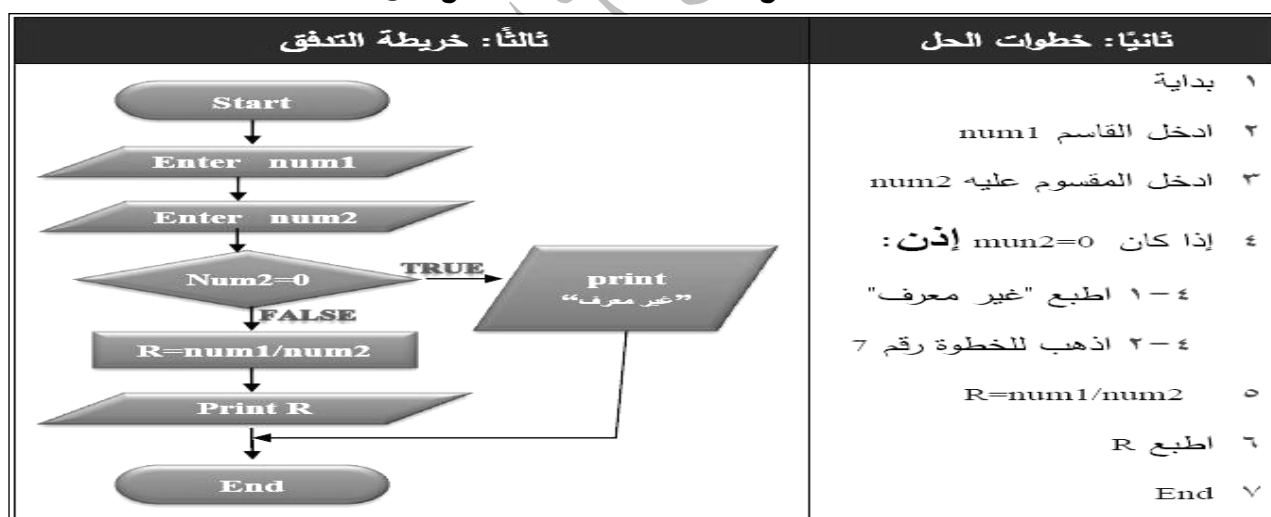 ثانيًا: خطوات الحل
١ بداية
٢ ادخل القاسم num1
٣ ادخل المقسوم عليه num2
٤ إذا كان mun2=0 إذن:
٤-١ اطبع "غير معرف"
٤-٢ اذهب للخطوة رقم 7
٥ R=num1/num2
٦ اطبع R
٧ End
ثالثًا: خريطة التدفق
Start
Enter num1
Enter num2
Num2=0
TRUE
print
“غير معرف”
FALSE
R=num1/num2
Print R
End